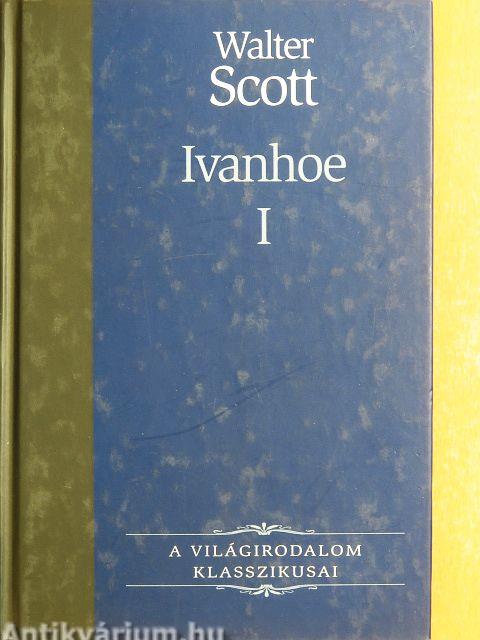 Walter
Scott
Ivanhoe
I
A VILÁGIRODALOM
KLASSZIKUSAI
Antikvárium.hu